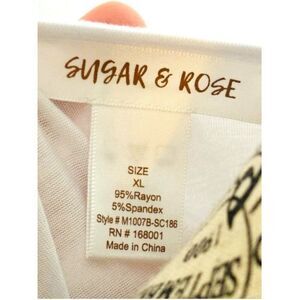 SUGAR & ROSE
SIZE
XL
95%Rayon
5%Spandex
Style # M1007B-SC186
RN # 168001
Made in China